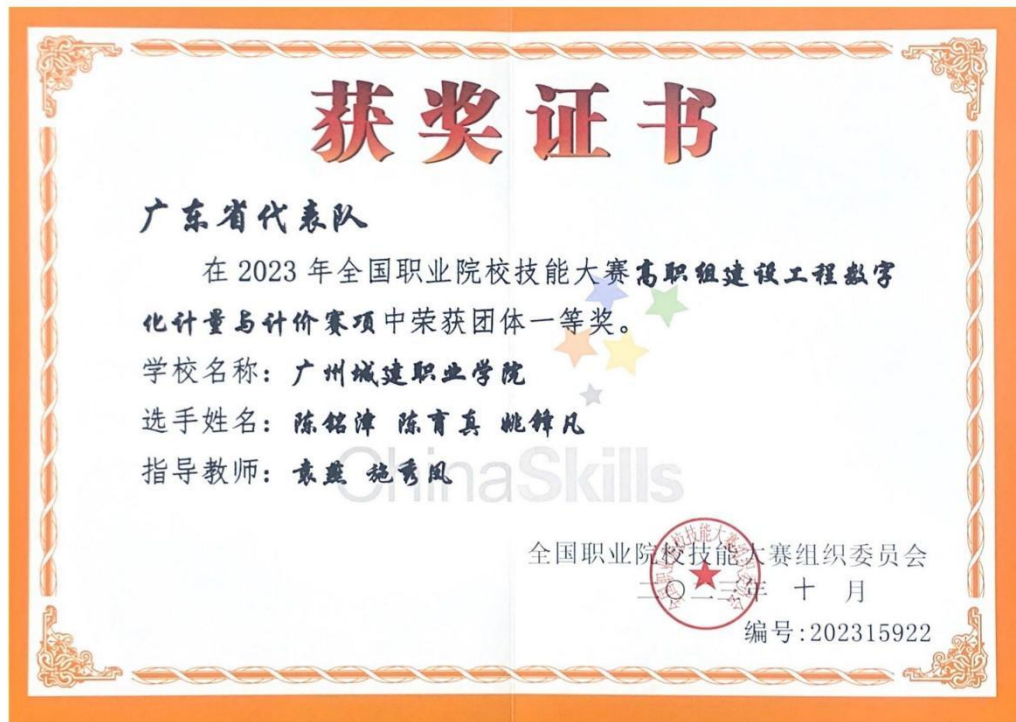 获奖证书
广东省代表队
在 2023 年全国职业院校技能大赛高职组建设工程数字
化计量与计价赛项中荣获团体一等奖。
学校名称：广州城建职业学院
选手姓名：陈铭津 陈育真 姚锋凡
指导教师：袁燕 施秀凤
ChinaSkills
全国职业院校技能大赛组织委员会
二〇二三年 十 月
编号:202315922